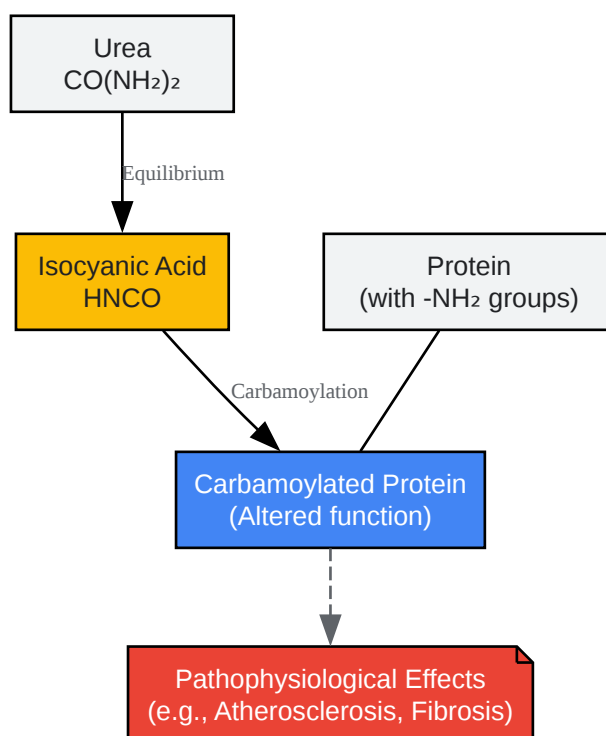 Urea
CO(NH₂)₂
Equilibrium
Isocyanic Acid
HNCO
Protein
(with -NH₂ groups)
Carbamoylation
Carbamoylated Protein
(Altered function)
Pathophysiological Effects
(e.g., Atherosclerosis, Fibrosis)